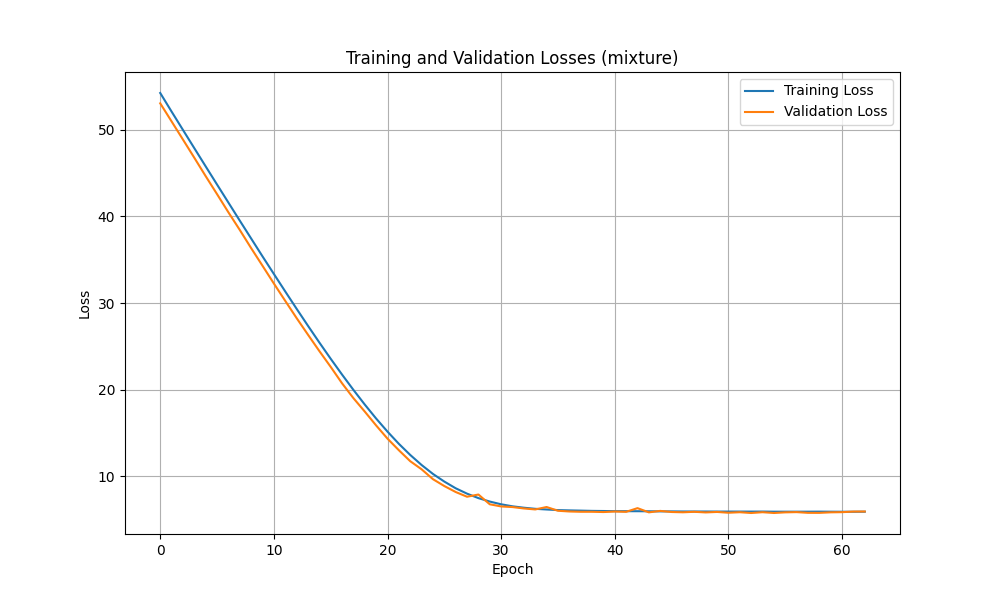 Training and Validation Losses (mixture)
Training Loss
Validation Loss
Loss
50
40
30
20
10
0 10 20 30 40 50 60
Epoch